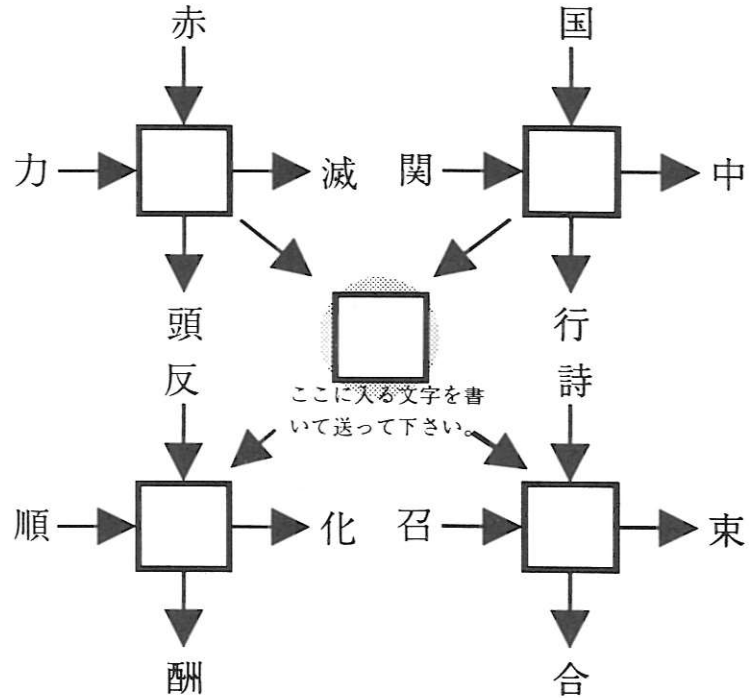 赤
国
力
滅
関
中
頭
行
反
詩
ここに入る文字を書
いて送って下さい。
順
化
召
束
酬
合